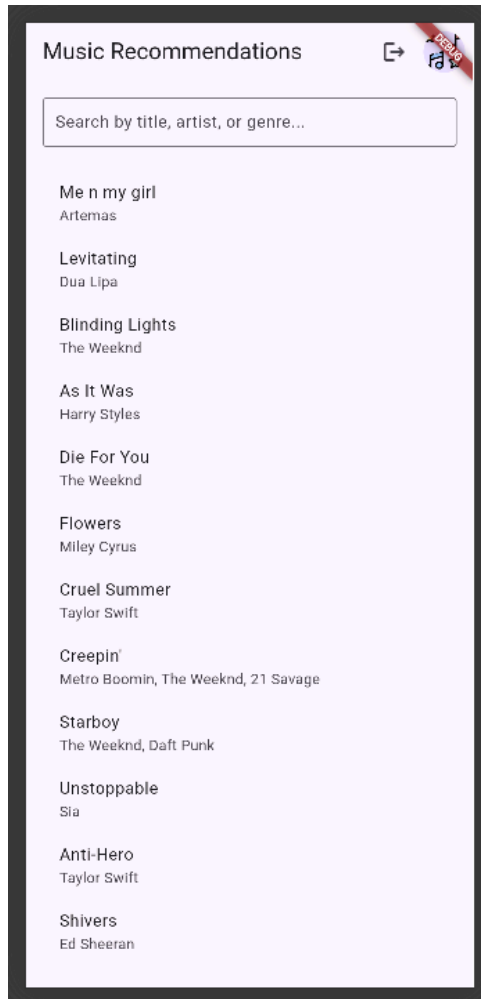 Music Recommendations
DEBUG
Search by title, artist, or genre...
Me n my girl
Artemas
Levitating
Dua Lipa
Blinding Lights
The Weeknd
As It Was
Harry Styles
Die For You
The Weeknd
Flowers
Miley Cyrus
Cruel Summer
Taylor Swift
Creepin'
Metro Boomin, The Weeknd, 21 Savage
Starboy
The Weeknd, Daft Punk
Unstoppable
Sia
Anti-Hero
Taylor Swift
Shivers
Ed Sheeran